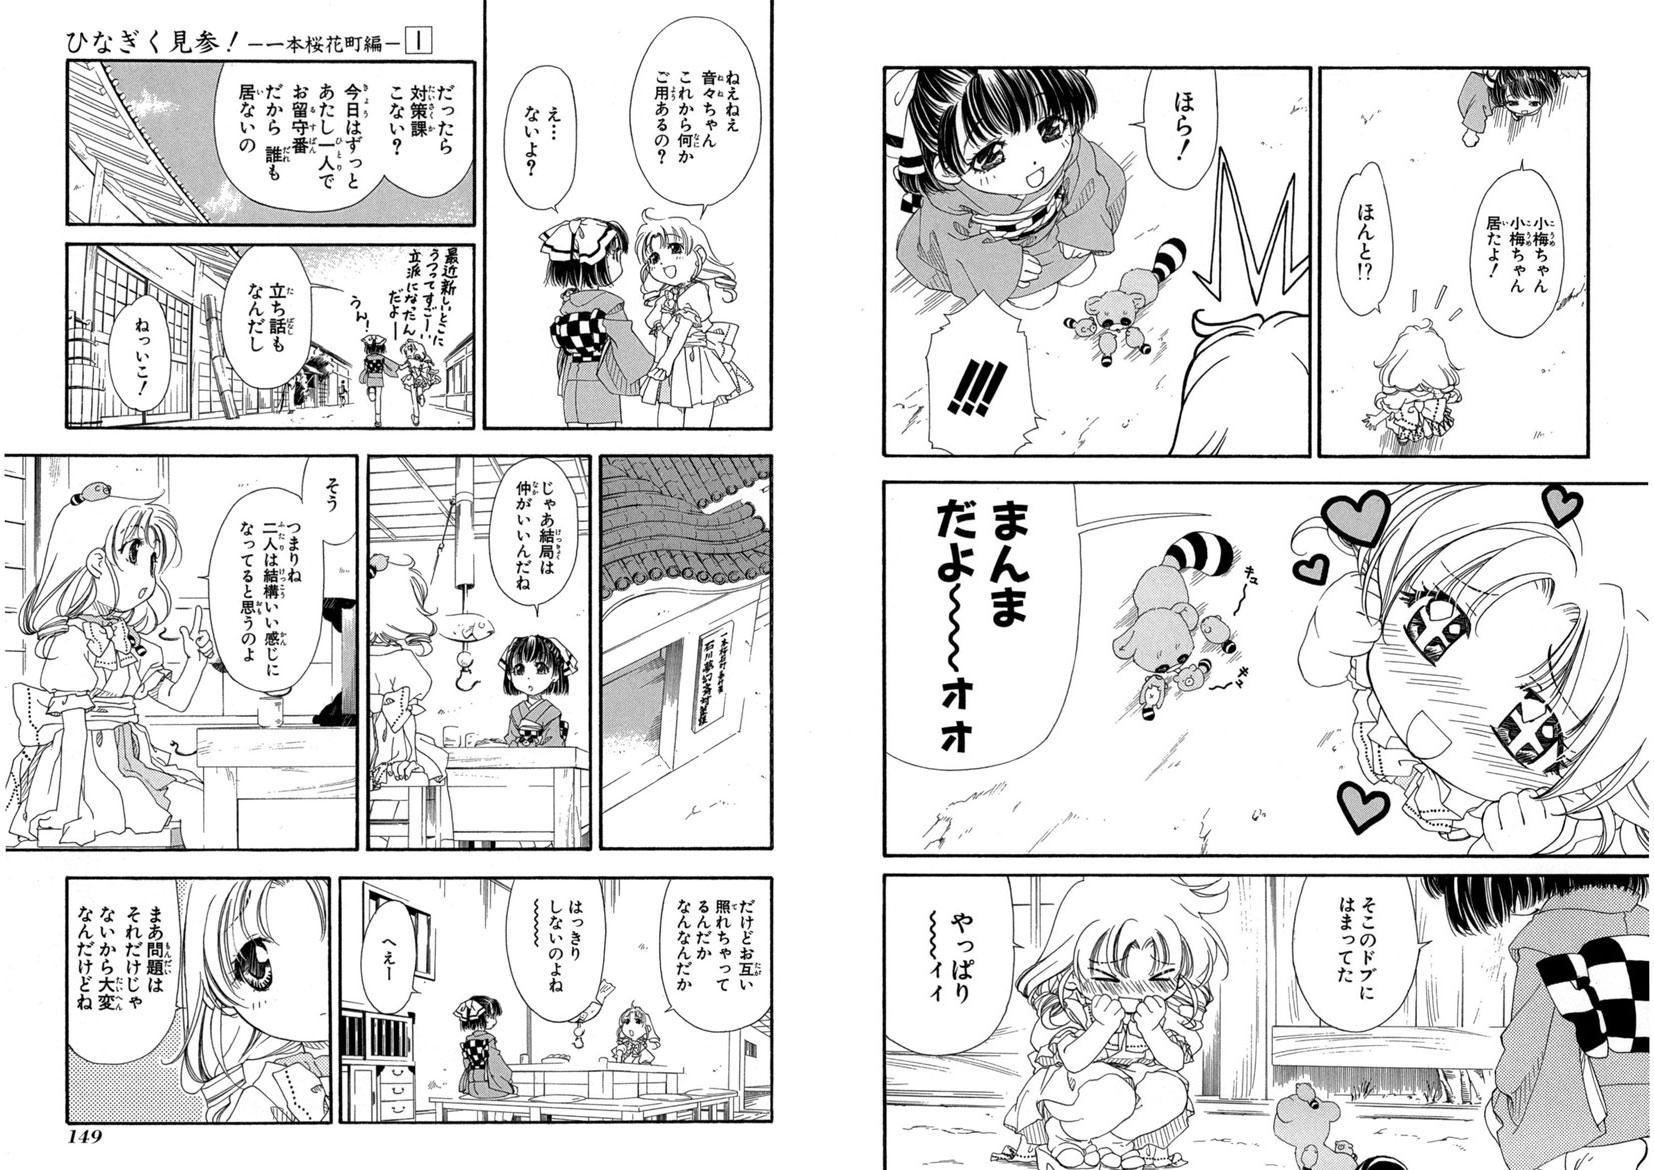 小梅ちゃん
小梅ちゃん
居たよ!
ほんと!?
ほら!
!!!
まんま
だよ~~ォォ
キュ~
キュ~
そこのドブに
はまってた
やっぱり
~~ィィ
ひなぎく見参! ー一本桜花町編ー 1
ねえねえ
音々ちゃん
これから何か
ご用あるの?
え…
ないよ?
だったら
対策課
こない?
今日はずっと
あたし一人で
お留守番
だから 誰も
居ないの
最近新しいとこに
うつってすごーい
立派になったんだよー
うん!
立ち話も
なんだし
ねっいこ!
一本桜花町
じゃあ結局は
仲がいいんだね
そう
つまりね
二人は結構いい感じに
なってると思うのよ
だけどお互い
照れちゃって
るんだか
なんなんだか
はっきり
しないのよね
~~~
へぇー
まあ問題は
それだけじゃ
ないから大変
なんだけどね
149